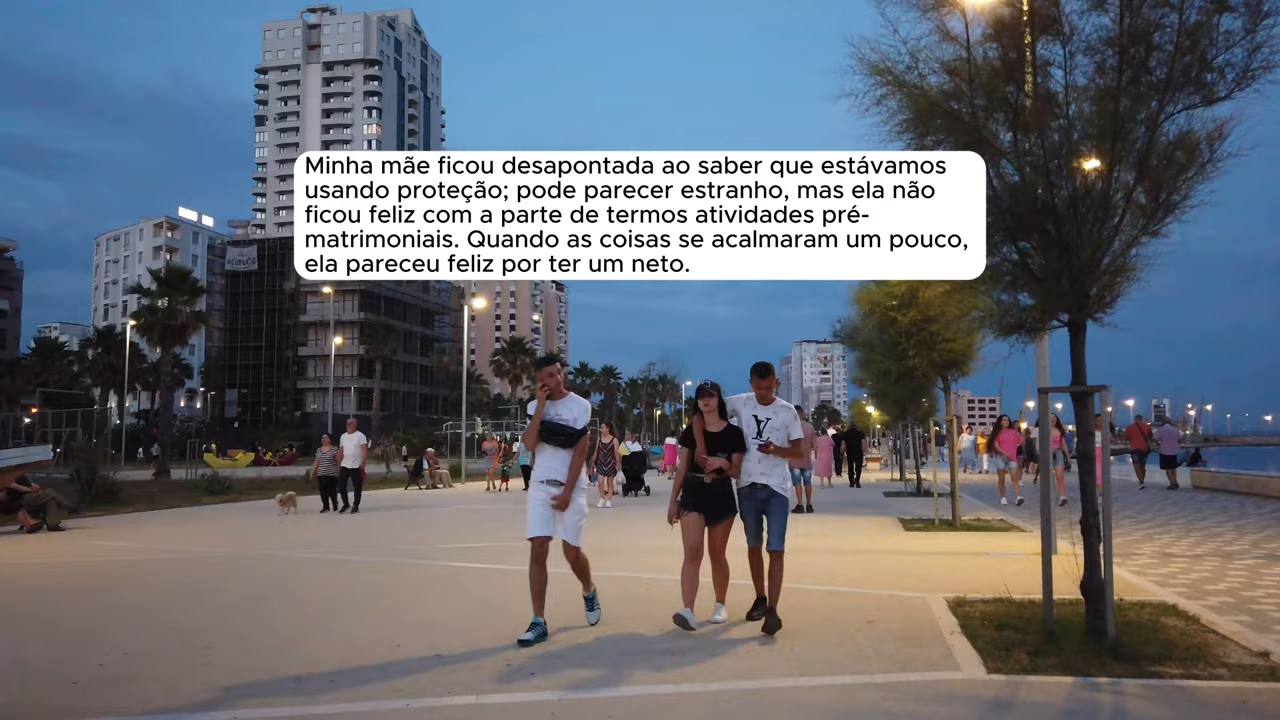 Minha mãe ficou desapontada ao saber que estávamos
usando proteção; pode parecer estranho, mas ela não
ficou feliz com a parte de termos atividades pré-
matrimoniais. Quando as coisas se acalmaram um pouco,
ela pareceu feliz por ter um neto.
LV